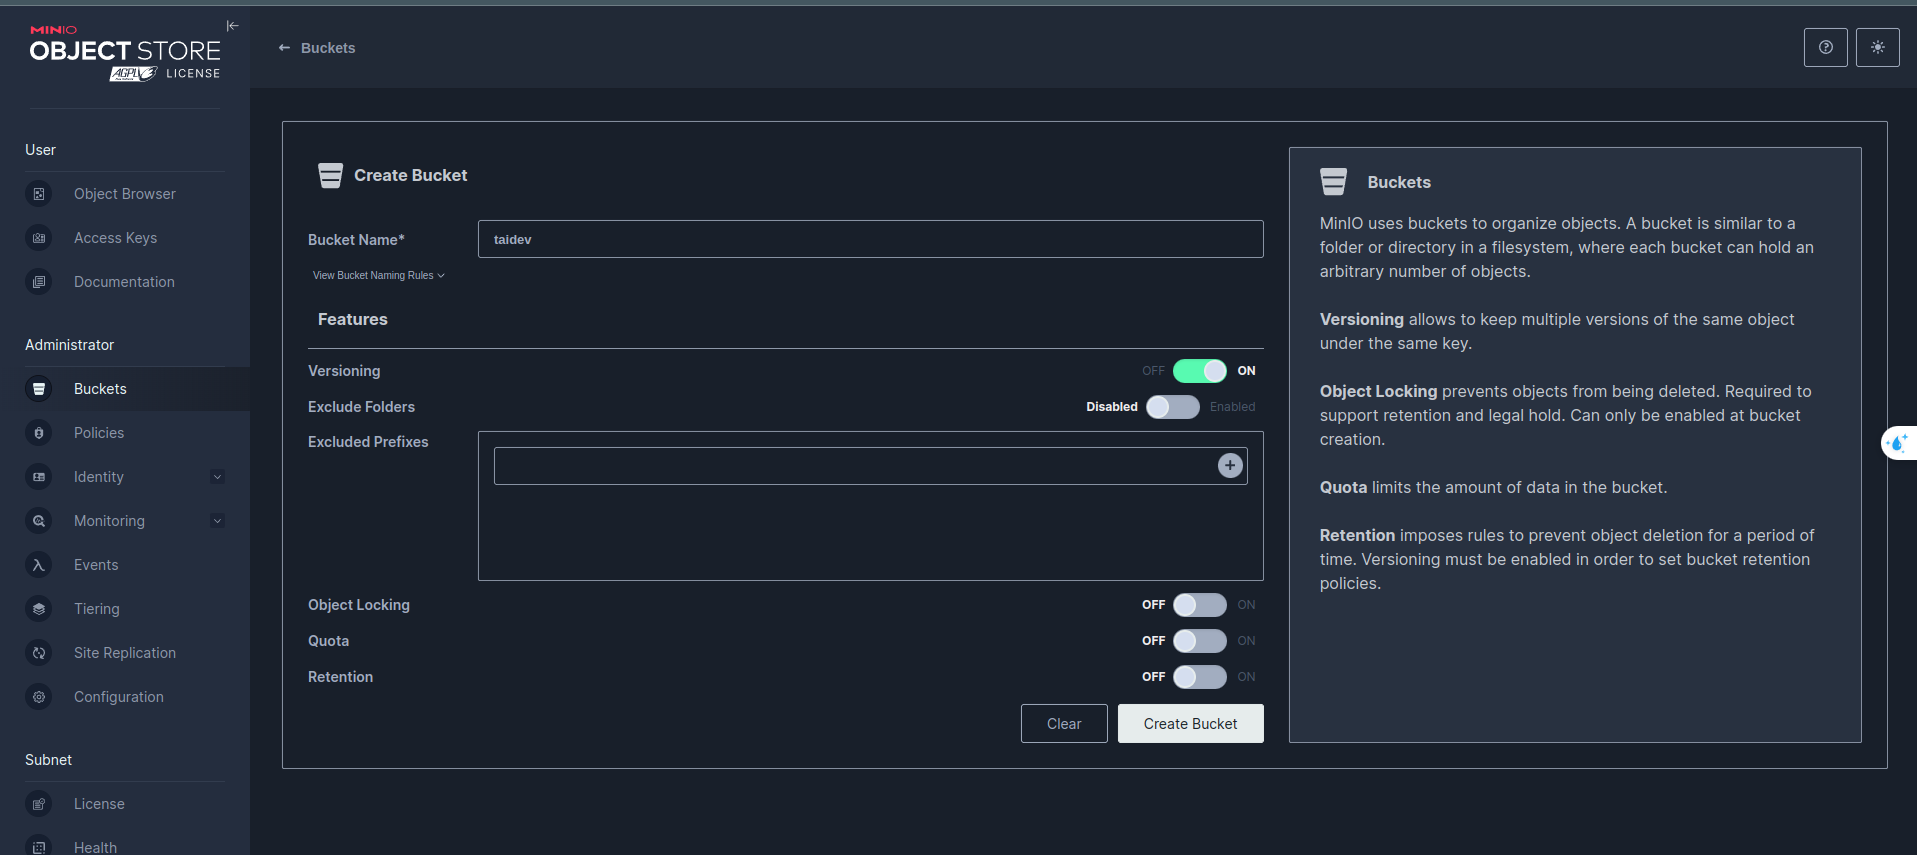 MINIO
OBJECT STORE
AGPLv3 LICENSE
User
Object Browser
Access Keys
Documentation
Administrator
Buckets
Policies
Identity
Monitoring
Events
Tiering
Site Replication
Configuration
Subnet
License
Health
← Buckets
Create Bucket
Bucket Name*
taidev
View Bucket Naming Rules
Features
Versioning
OFF ON
Exclude Folders
Disabled Enabled
Excluded Prefixes
Object Locking
OFF ON
Quota
OFF ON
Retention
OFF ON
Clear
Create Bucket
Buckets
MinIO uses buckets to organize objects. A bucket is similar to a
folder or directory in a filesystem, where each bucket can hold an
arbitrary number of objects.
Versioning allows to keep multiple versions of the same object
under the same key.
Object Locking prevents objects from being deleted. Required to
support retention and legal hold. Can only be enabled at bucket
creation.
Quota limits the amount of data in the bucket.
Retention imposes rules to prevent object deletion for a period of
time. Versioning must be enabled in order to set bucket retention
policies.